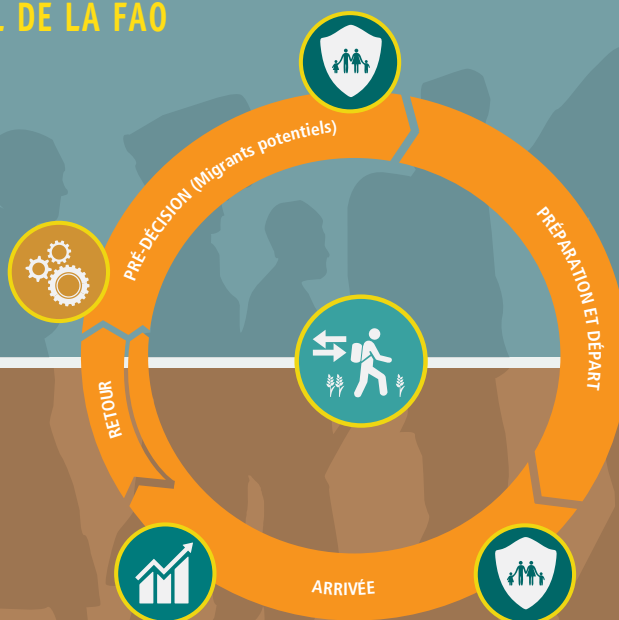 . DE LA FAO
PRÉ-DÉCISION (Migrants potentiels)
PRÉPARATION ET DÉPART
ARRIVÉE
RETOUR